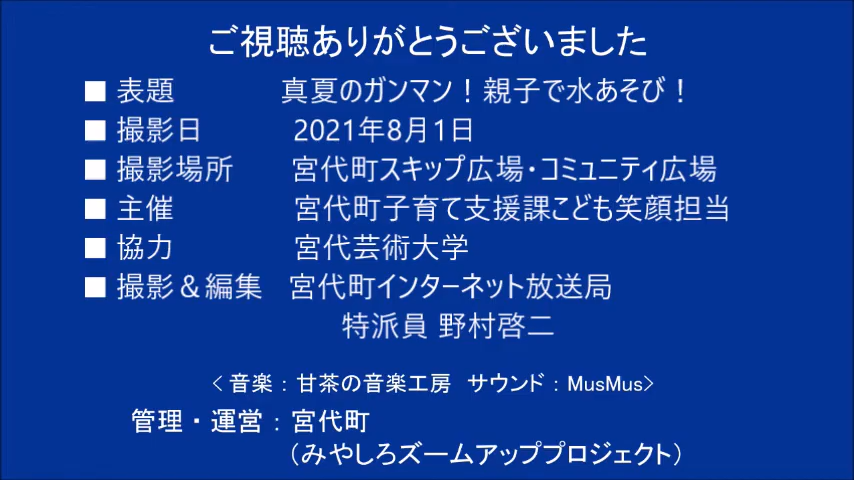 ご視聴ありがとうございました
■ 表題 真夏のガンマン！親子で水あそび！
■ 撮影日 2021年8月1日
■ 撮影場所 宮代町スキップ広場・コミュニティ広場
■ 主催 宮代町子育て支援課こども笑顔担当
■ 協力 宮代芸術大学
■ 撮影＆編集 宮代町インターネット放送局
特派員 野村啓二
＜音楽：甘茶の音楽工房 サウンド：MusMus＞
管理・運営：宮代町
（みやしろズームアッププロジェクト）